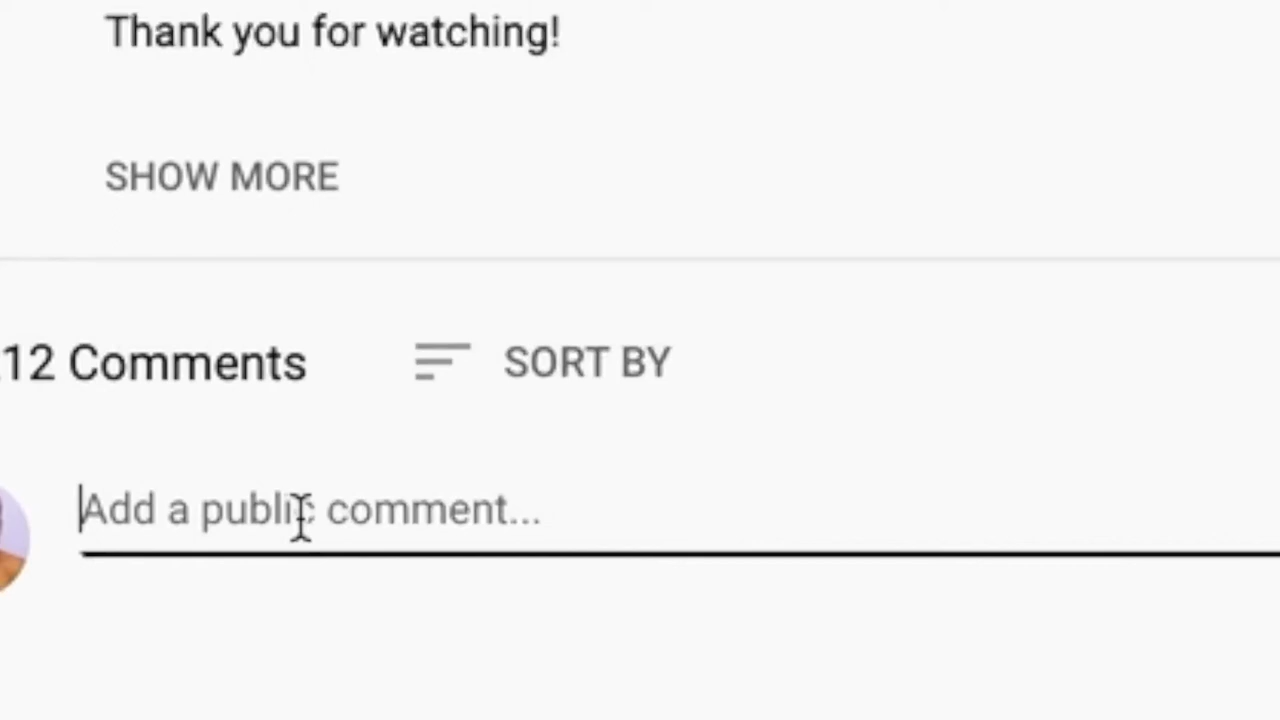 Thank you for watching!
SHOW MORE
12 Comments
SORT BY
Add a public comment...